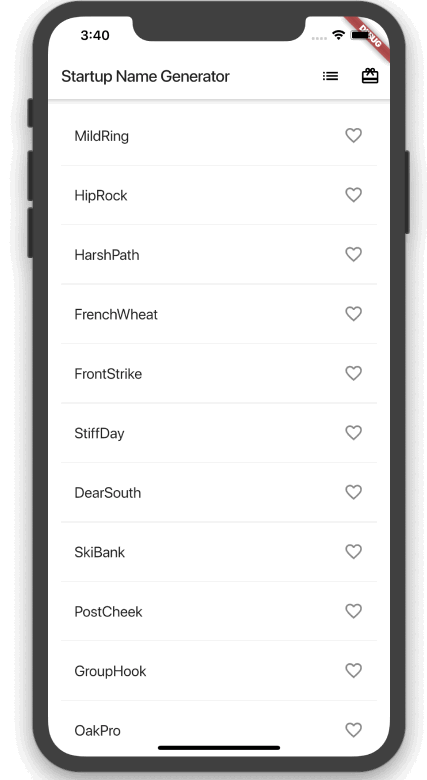 3:40
DEBUG
Startup Name Generator
MildRing
HipRock
HarshPath
FrenchWheat
FrontStrike
StiffDay
DearSouth
SkiBank
PostCheek
GroupHook
OakPro